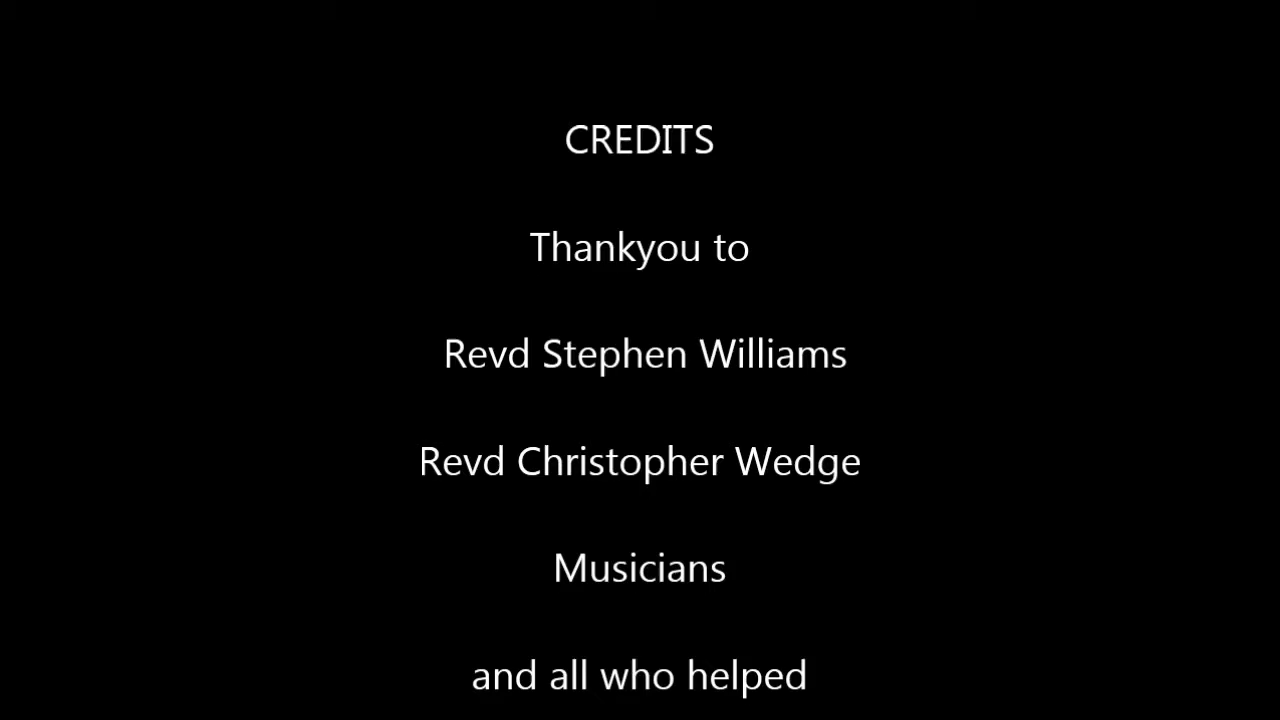 CREDITS
Thankyou to
Revd Stephen Williams
Revd Christopher Wedge
Musicians
and all who helped